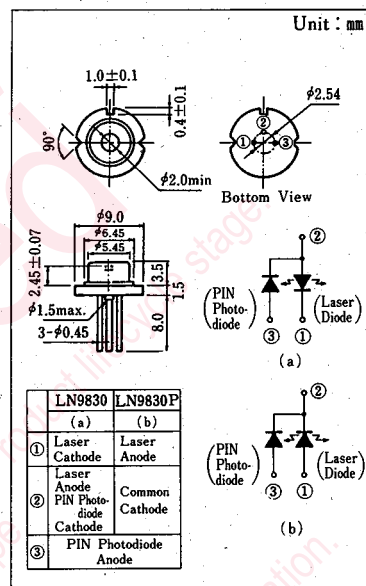 Unit : mm
1.0±0.1
0.4±0.1
90°
φ2.0min
φ2.54
①
②
③
Bottom View
φ9.0
φ6.45
φ5.45
2.45±0.07
3.5
1.5
8.0
φ1.5max.
3-φ0.45
②
(PIN Photo-diode)
(Laser Diode)
③ ①
(a)
②
(PIN Photo-diode)
(Laser Diode)
③ ①
(b)
LN9830 LN9830P
(a) (b)
① Laser Cathode Laser Anode
② Laser Anode PIN Photo-diode Cathode Common Cathode
③ PIN Photodiode Anode
product lifecycle stage.